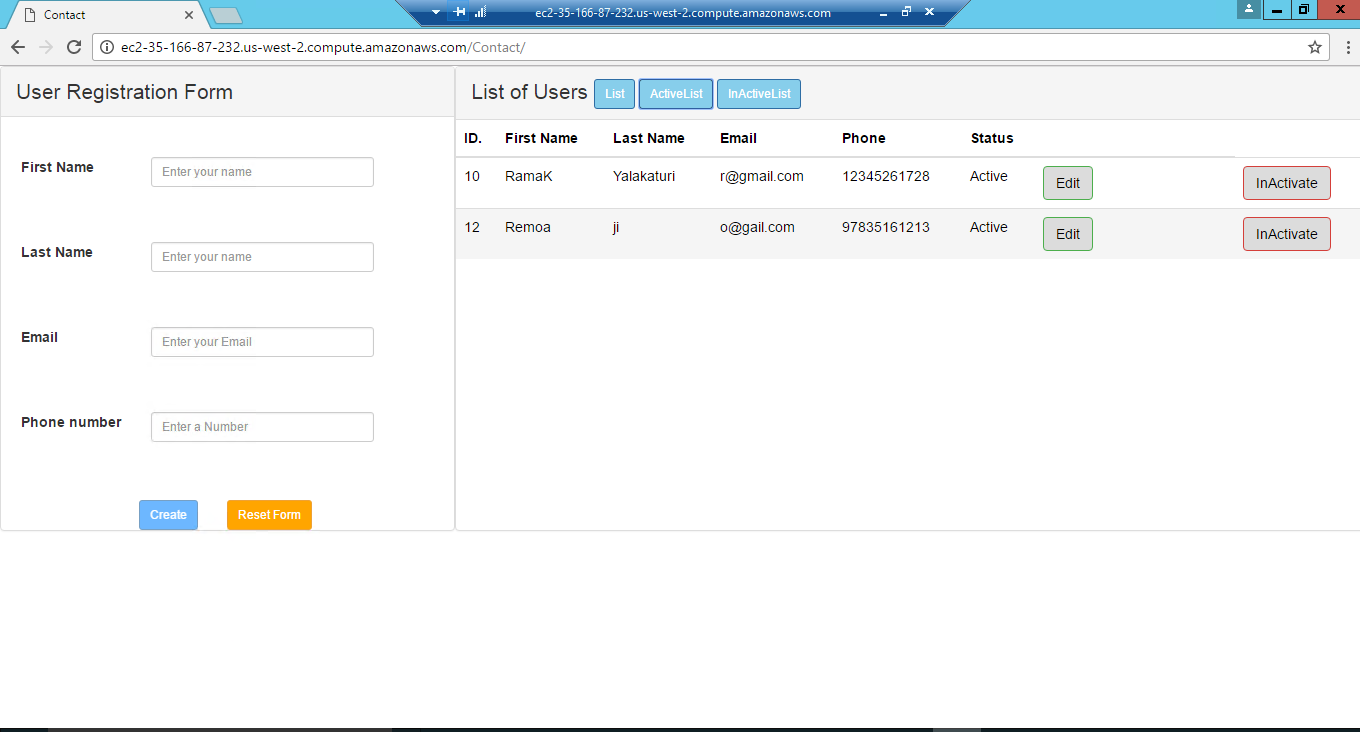 Contact
ec2-35-166-87-232.us-west-2.compute.amazonaws.com
ec2-35-166-87-232.us-west-2.compute.amazonaws.com/Contact/
User Registration Form
First Name Enter your name
Last Name Enter your name
Email Enter your Email
Phone number Enter a Number
Create Reset Form
List of Users List ActiveList InActiveList
ID. First Name Last Name Email Phone Status
10 RamaK Yalakaturi r@gmail.com 12345261728 Active Edit InActivate
12 Remoa ji o@gail.com 97835161213 Active Edit InActivate